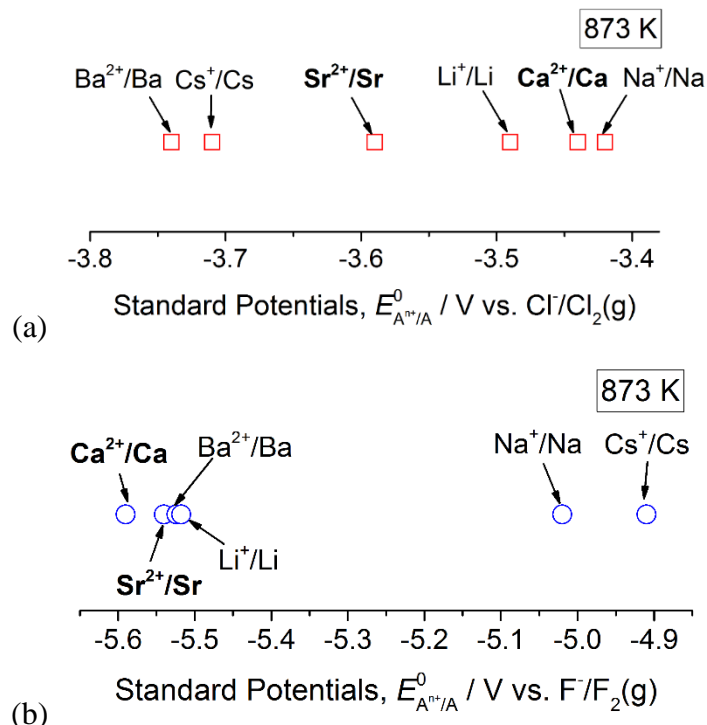 873 K
Ba²⁺/Ba Cs⁺/Cs Sr²⁺/Sr Li⁺/Li Ca²⁺/Ca Na⁺/Na
-3.8 -3.7 -3.6 -3.5 -3.4
Standard Potentials, E⁰Aⁿ⁺/A / V vs. Cl⁻/Cl₂(g)
(a)
873 K
Ca²⁺/Ca Ba²⁺/Ba Na⁺/Na Cs⁺/Cs
Sr²⁺/Sr Li⁺/Li
-5.6 -5.5 -5.4 -5.3 -5.2 -5.1 -5.0 -4.9
Standard Potentials, E⁰Aⁿ⁺/A / V vs. F⁻/F₂(g)
(b)